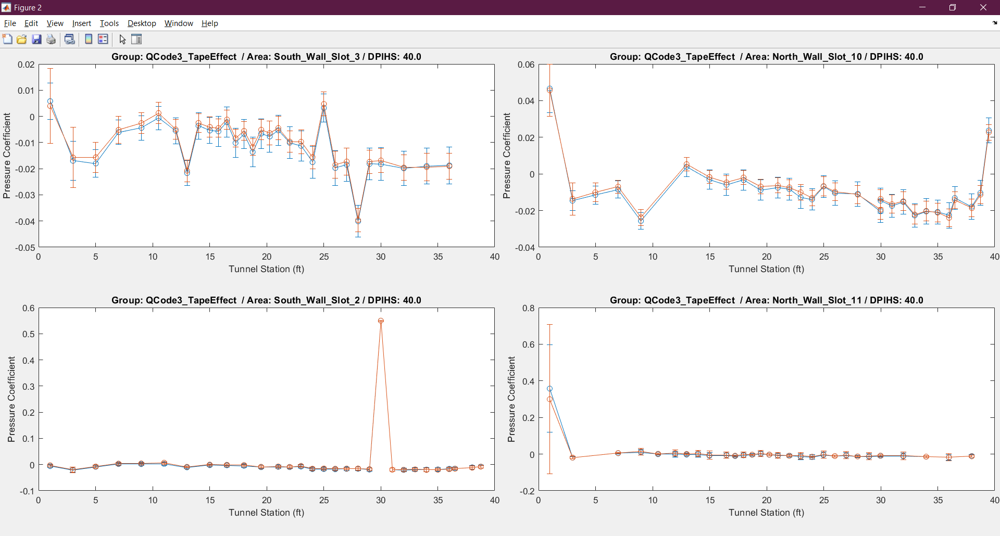 Figure 2
File Edit View Insert Tools Desktop Window Help
Group: QCode3_TapeEffect / Area: South_Wall_Slot_3 / DPIHS: 40.0
0.02
0.01
0
-0.01
-0.02
-0.03
-0.04
-0.05
Pressure Coefficient
0 5 10 15 20 25 30 35 40
Tunnel Station (ft)
Group: QCode3_TapeEffect / Area: North_Wall_Slot_10 / DPIHS: 40.0
0.06
0.04
0.02
0
-0.02
-0.04
Pressure Coefficient
0 5 10 15 20 25 30 35 40
Tunnel Station (ft)
Group: QCode3_TapeEffect / Area: South_Wall_Slot_2 / DPIHS: 40.0
0.6
0.5
0.4
0.3
0.2
0.1
0
-0.1
Pressure Coefficient
0 5 10 15 20 25 30 35 40
Tunnel Station (ft)
Group: QCode3_TapeEffect / Area: North_Wall_Slot_11 / DPIHS: 40.0
0.8
0.6
0.4
0.2
0
-0.2
Pressure Coefficient
0 5 10 15 20 25 30 35 40
Tunnel Station (ft)